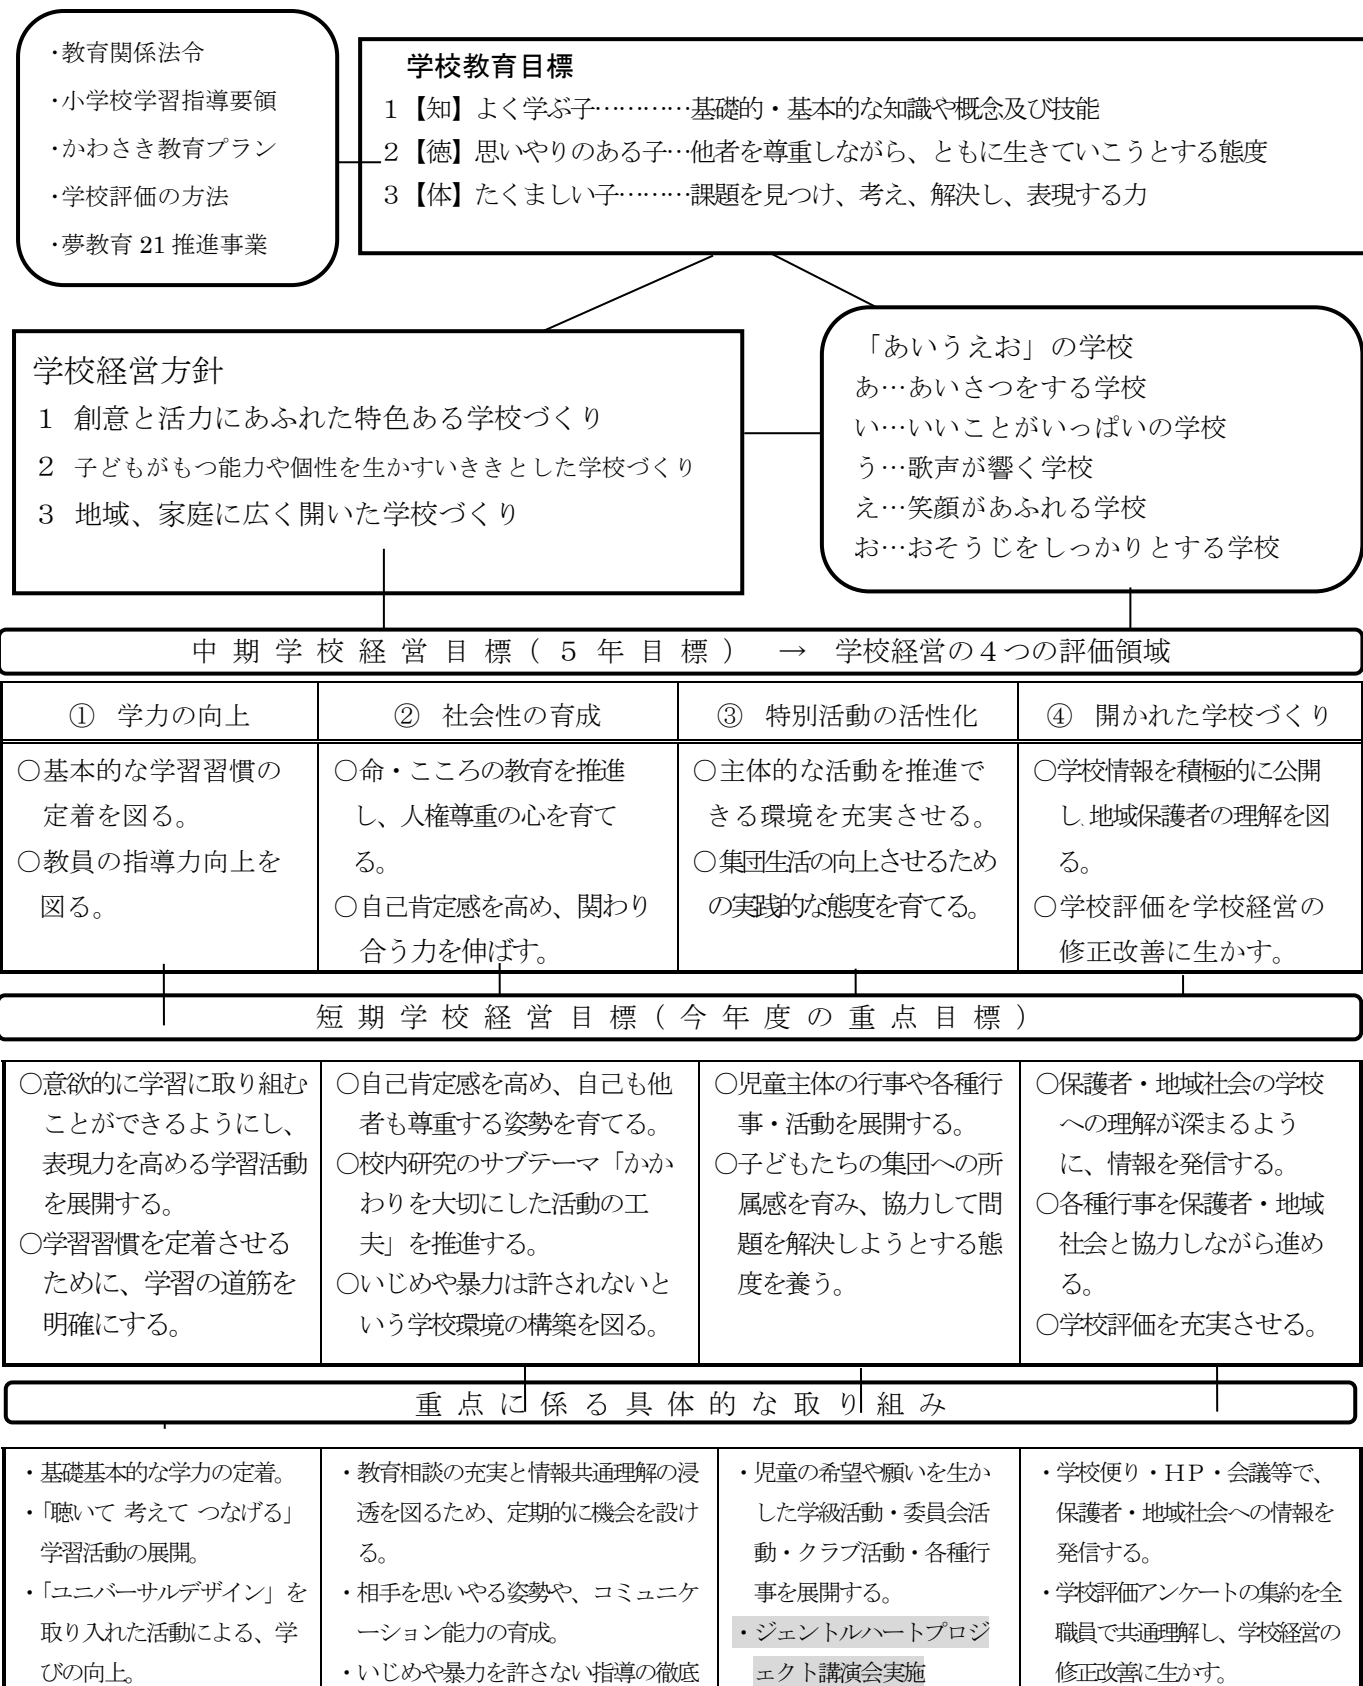 ・教育関係法令
・小学校学習指導要領
・かわさき教育プラン
・学校評価の方法
・夢教育 21 推進事業
学校教育目標
１【知】よく学ぶ子…………基礎的・基本的な知識や概念及び技能
２【徳】思いやりのある子…他者を尊重しながら、ともに生きていこうとする態度
３【体】たくましい子………課題を見つけ、考え、解決し、表現する力
学校経営方針
１ 創意と活力にあふれた特色ある学校づくり
２ 子どもがもつ能力や個性を生かすいききとした学校づくり
３ 地域、家庭に広く開いた学校づくり
「あいうえお」の学校
あ…あいさつをする学校
い…いいことがいっぱいの学校
う…歌声が響く学校
え…笑顔があふれる学校
お…おそうじをしっかりとする学校
中期学校経営目標(５年目標) → 学校経営の４つの評価領域
① 学力の向上
② 社会性の育成
③ 特別活動の活性化
④ 開かれた学校づくり
○基本的な学習習慣の
定着を図る。
○教員の指導力向上を
図る。
○命・こころの教育を推進
し、人権尊重の心を育て
る。
○自己肯定感を高め、関わり
合う力を伸ばす。
○主体的な活動を推進で
きる環境を充実させる。
○集団生活の向上させるため
の実践的な態度を育てる。
○学校情報を積極的に公開
し、地域保護者の理解を図
る。
○学校評価を学校経営の
修正改善に生かす。
短期学校経営目標(今年度の重点目標)
○意欲的に学習に取り組む
ことができるようにし、
表現力を高める学習活動
を展開する。
○学習習慣を定着させる
ために、学習の道筋を
明確にする。
○自己肯定感を高め、自己も他
者も尊重する姿勢を育てる。
○校内研究のサブテーマ「かか
わりを大切にした活動の工
夫」を推進する。
○いじめや暴力は許されないと
いう学校環境の構築を図る。
○児童主体の行事や各種行
事・活動を展開する。
○子どもたちの集団への所
属感を育み、協力して問
題を解決しようとする態
度を養う。
○保護者・地域社会の学校
への理解が深まるよう
に、情報を発信する。
○各種行事を保護者・地域
社会と協力しながら進め
る。
○学校評価を充実させる。
重点に係る具体的な取り組み
・基礎基本的な学力の定着。
・「聴いて 考えて つなげる」
学習活動の展開。
・「ユニバーサルデザイン」を
取り入れた活動による、学
びの向上。
・教育相談の充実と情報共通理解の浸
透を図るため、定期的に機会を設け
る。
・相手を思いやる姿勢や、コミュニケ
ーション能力の育成。
・いじめや暴力を許さない指導の徹底
・児童の希望や願いを生か
した学級活動・委員会活
動・クラブ活動・各種行
事を展開する。
・ジェントルハートプロジ
ェクト講演会実施
・学校便り・ＨＰ・会議等で、
保護者・地域社会への情報を
発信する。
・学校評価アンケートの集約を全
職員で共通理解し、学校経営の
修正改善に生かす。